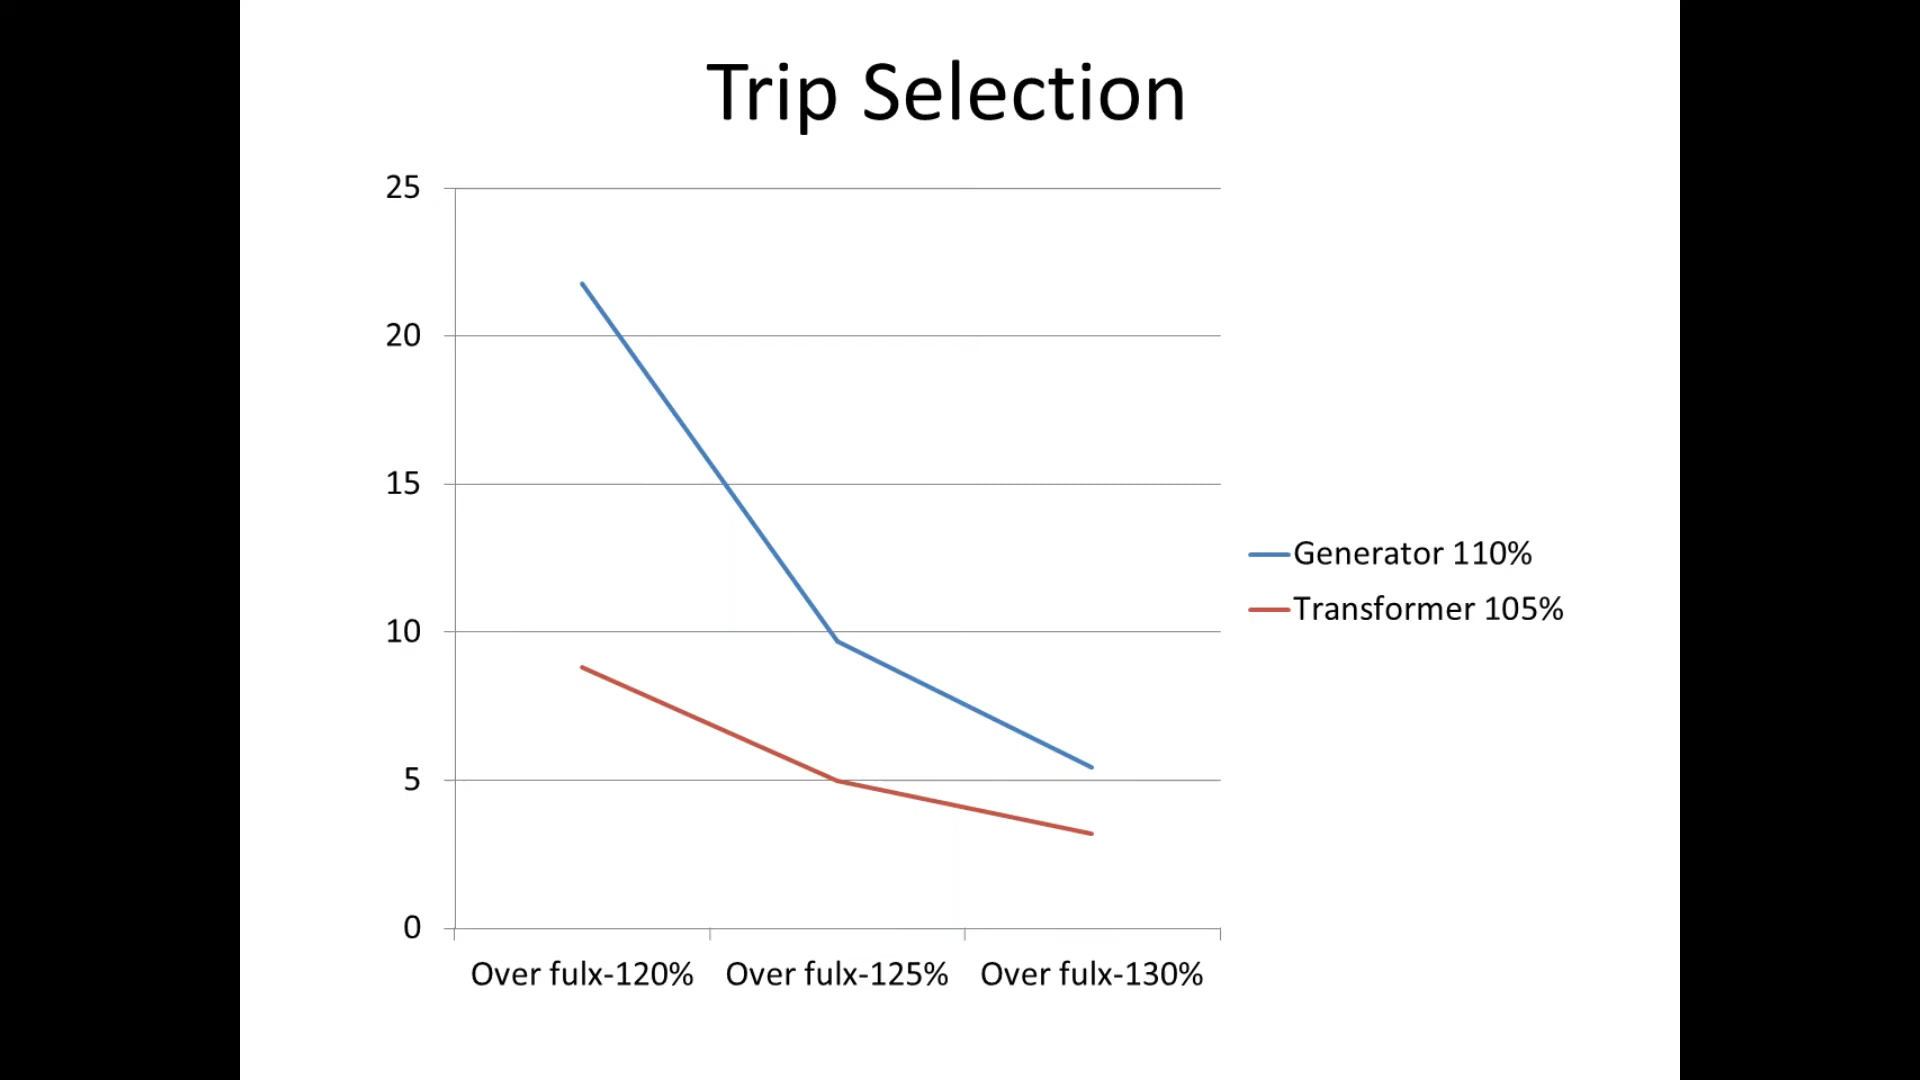 Trip Selection
25
20
15
10
5
0
Over fulx-120%
Over fulx-125%
Over fulx-130%
Generator 110%
Transformer 105%